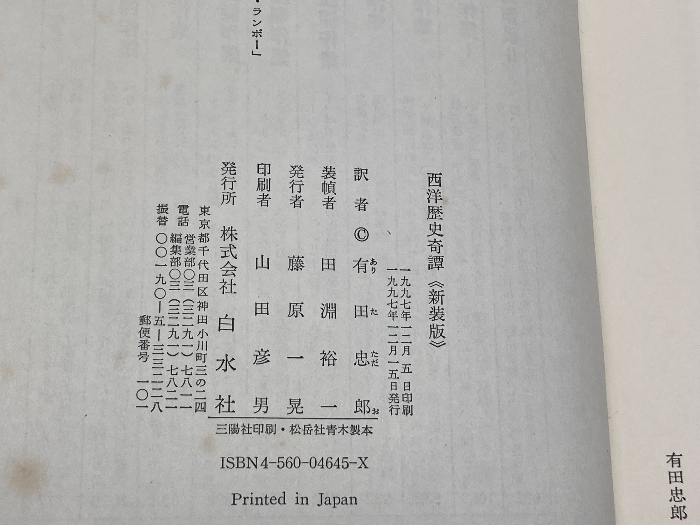 西洋歴史奇譚《新装版》
一九九七年一二月 五 日印刷
一九九七年一二月一五日発行
訳 者 © 有田忠郎
あり た ただ お
装幀者 田淵裕一
発行者 藤原一晃
印刷者 山田彦男
発行所 株式会社 白水社
東京都千代田区神田小川町三の二四
電話 営業部〇三(三二九一)七八一一
編集部〇三(三二九一)七八二一
振替 〇〇一九〇-五-三三二二八
郵便番号 一〇一
三陽社印刷・松岳社青木製本
ISBN4-560-04645-X
Printed in Japan
・ランボー」
有田忠郎